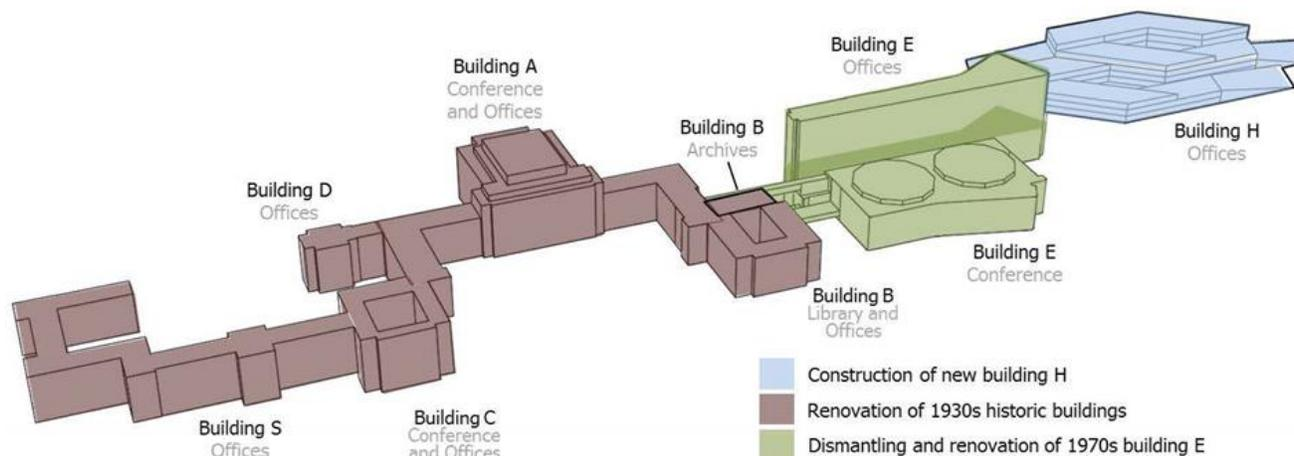 Building E
Offices
Building A
Conference
and Offices
Building B
Archives
Building H
Offices
Building D
Offices
Building E
Conference
Building B
Library and
Offices
Building S
Offices
Building C
Conference
and Offices
Construction of new building H
Renovation of 1930s historic buildings
Dismantling and renovation of 1970s building E